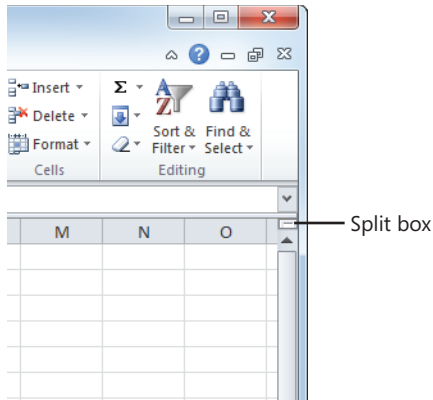 Insert
Delete
Format
Cells
Σ
A
Z
Sort &
Filter
Find &
Select
Editing
M N O
Split box